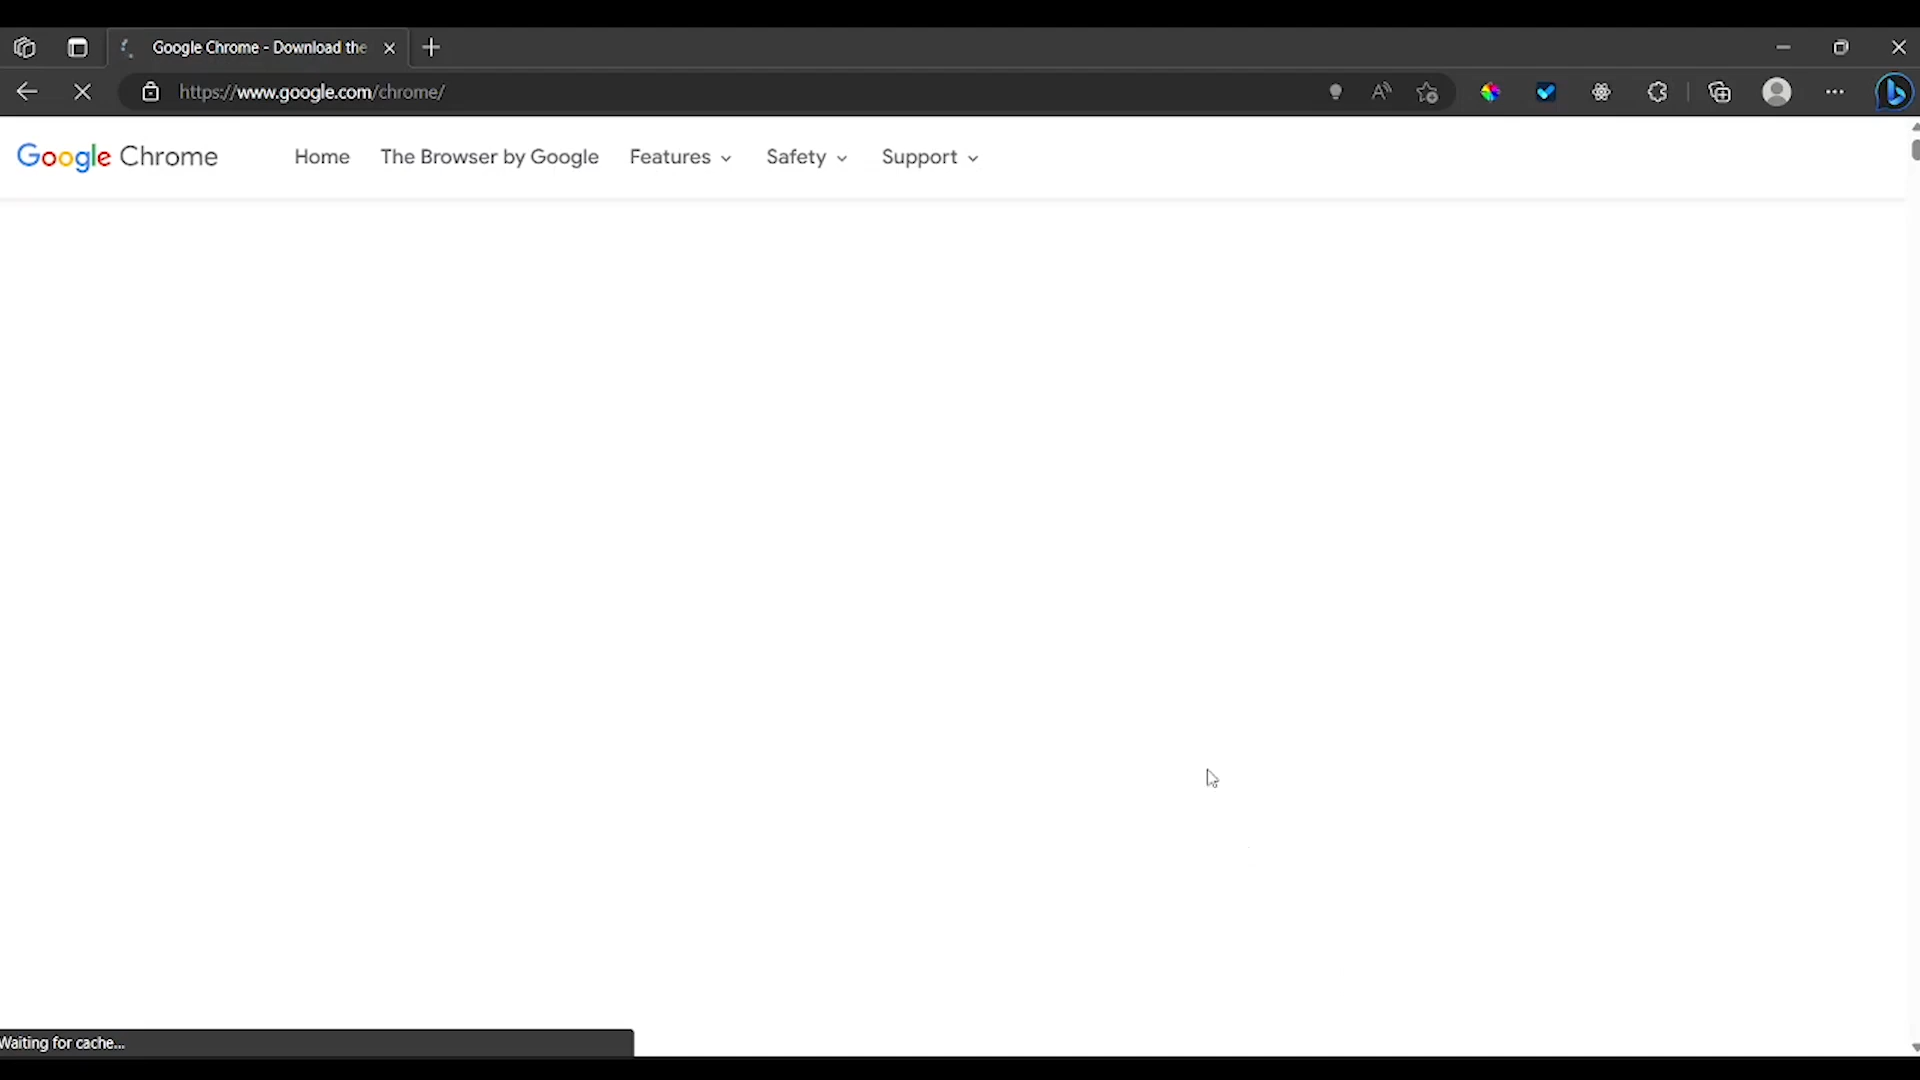 Google Chrome - Download the
https://www.google.com/chrome/
Google Chrome Home The Browser by Google Features Safety Support
Waiting for cache...